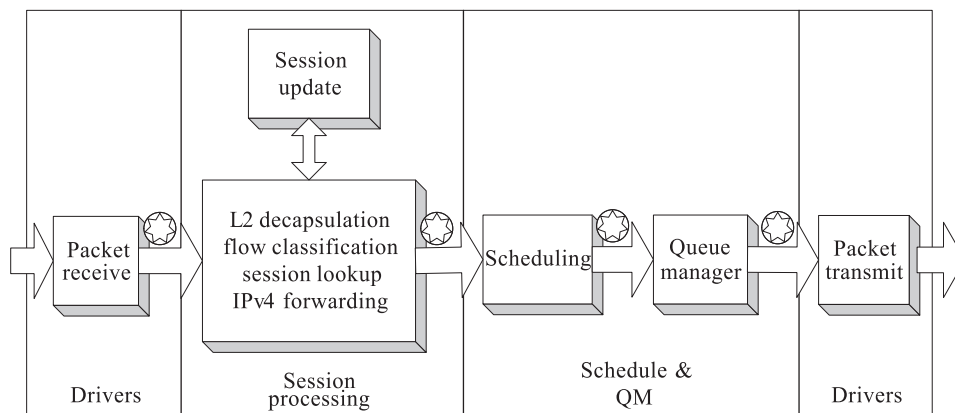 Session
update
Packet
receive
L2 decapsulation
flow classification
session lookup
IPv4 forwarding
Scheduling
Queue
manager
Packet
transmit
Drivers
Session
processing
Schedule &
QM
Drivers